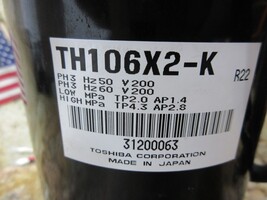 TH106X2-K
R22
PH3 Hz50 V200
PH3 Hz60 V200
LOW MPa TP2.0 AP1.4
HIGH MPa TP4.3 AP2.8
31200063
TOSHIBA CORPORATION
MADE IN JAPAN